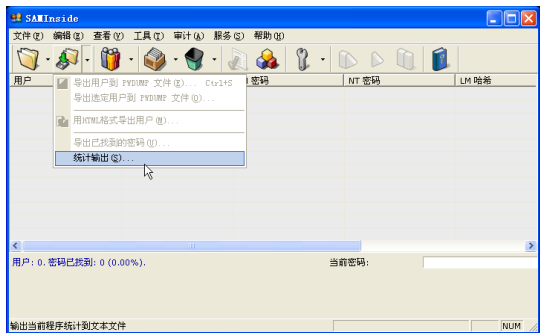 SAMInside
文件(F) 编辑(E) 查看(V) 工具(T) 审计(A) 服务(S) 帮助(H)
用户 密码 NT 密码 LM 哈希
导出用户到 PWDUMP 文件(E)... Ctrl+S
导出选定用户到 PWDUMP 文件(O)...
用HTML格式导出用户(M)...
导出已找到的密码(U)...
统计输出(S)...
用户: 0. 密码已找到: 0 (0.00%).
当前密码:
输出当前程序统计到文本文件
NUM